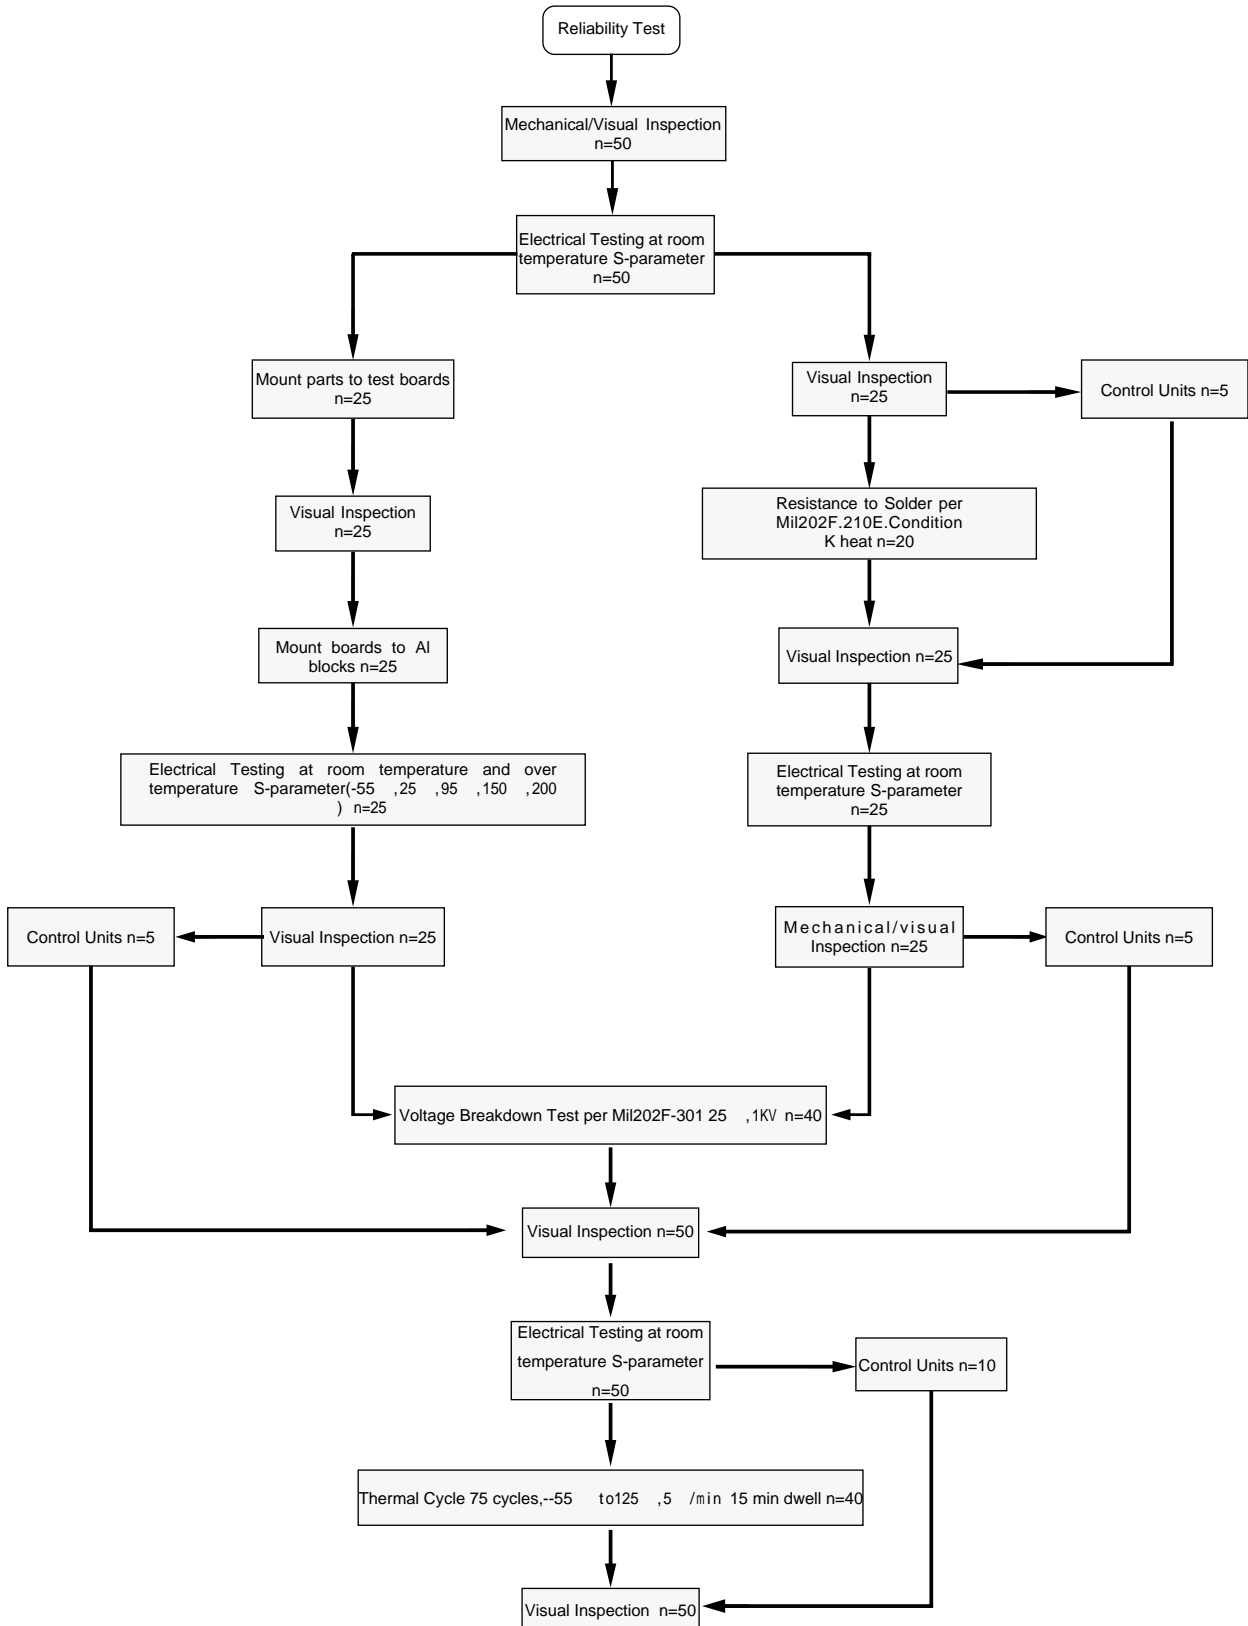 Reliability Test
Mechanical/Visual Inspection
n=50
Electrical Testing at room
temperature S-parameter
n=50
Mount parts to test boards
n=25
Visual Inspection
n=25
Control Units n=5
Visual Inspection
n=25
Resistance to Solder per
Mil202F.210E.Condition
K heat n=20
Mount boards to Al
blocks n=25
Visual Inspection n=25
Electrical Testing at room temperature and over
temperature S-parameter(-55 ,25 ,95 ,150 ,200
) n=25
Electrical Testing at room
temperature S-parameter
n=25
Control Units n=5
Visual Inspection n=25
Mechanical/visual
Inspection n=25
Control Units n=5
Voltage Breakdown Test per Mil202F-301 25 ,1KV n=40
Visual Inspection n=50
Electrical Testing at room
temperature S-parameter
n=50
Control Units n=10
Thermal Cycle 75 cycles,--55 to125 ,5 /min 15 min dwell n=40
Visual Inspection n=50